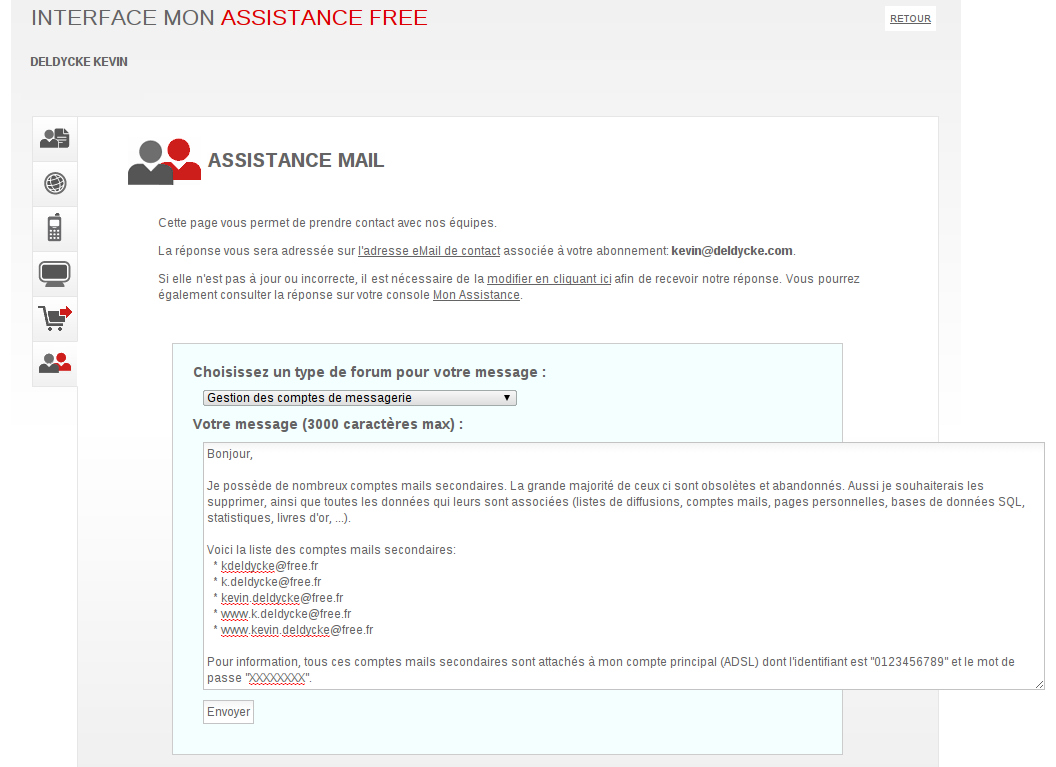 INTERFACE MON ASSISTANCE FREE
RETOUR
DELDYCKE KEVIN
ASSISTANCE MAIL
Cette page vous permet de prendre contact avec nos équipes.
La réponse vous sera adressée sur l'adresse eMail de contact associée à votre abonnement: kevin@deldycke.com.
Si elle n'est pas à jour ou incorrecte, il est nécessaire de la modifier en cliquant ici afin de recevoir notre réponse. Vous pourrez
également consulter la réponse sur votre console Mon Assistance.
Choisissez un type de forum pour votre message :
Gestion des comptes de messagerie
Votre message (3000 caractères max) :
Bonjour,
Je possède de nombreux comptes mails secondaires. La grande majorité de ceux ci sont obsolètes et abandonnés. Aussi je souhaiterais les
supprimer, ainsi que toutes les données qui leurs sont associées (listes de diffusions, comptes mails, pages personnelles, bases de données SQL,
statistiques, livres d'or, ...).
Voici la liste des comptes mails secondaires:
* kdeldycke@free.fr
* k.deldycke@free.fr
* kevin.deldycke@free.fr
* www.k.deldycke@free.fr
* www.kevin.deldycke@free.fr
Pour information, tous ces comptes mails secondaires sont attachés à mon compte principal (ADSL) dont l'identifiant est "0123456789" et le mot de
passe "XXXXXXXX".
Envoyer